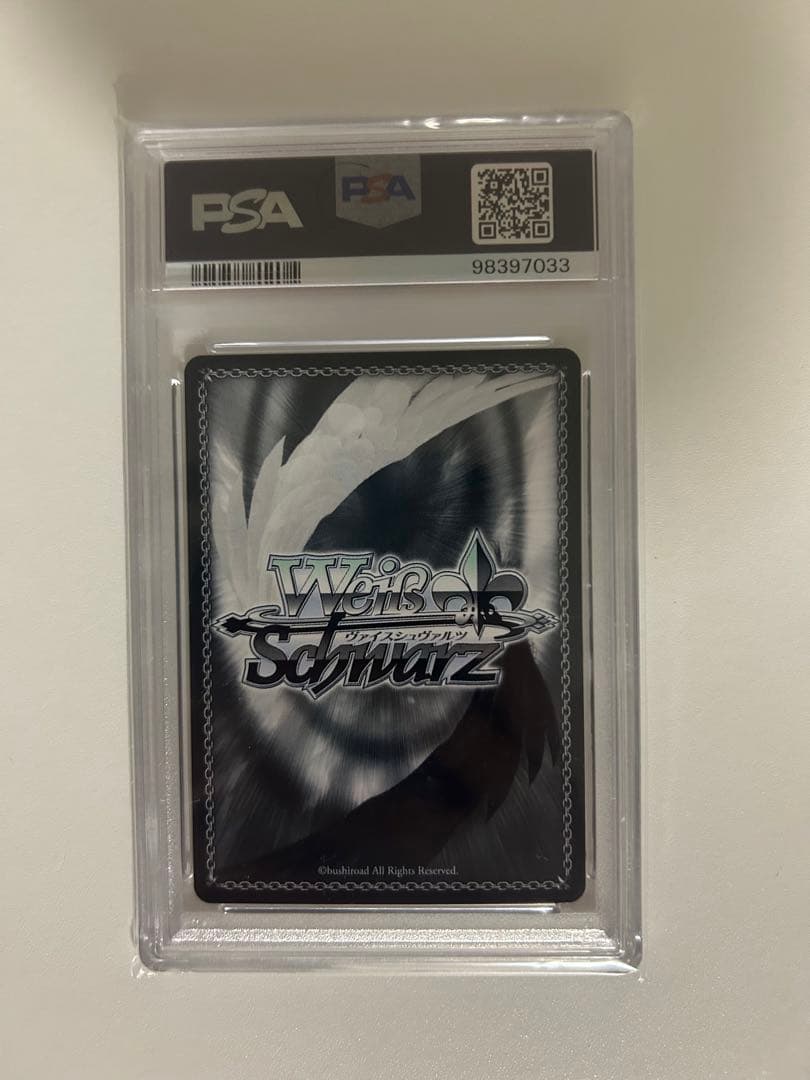 PSA
PSA
98397033
Weiß
ヴァイスシュヴァルツ
Schwarz
©bushiroad All Rights Reserved.